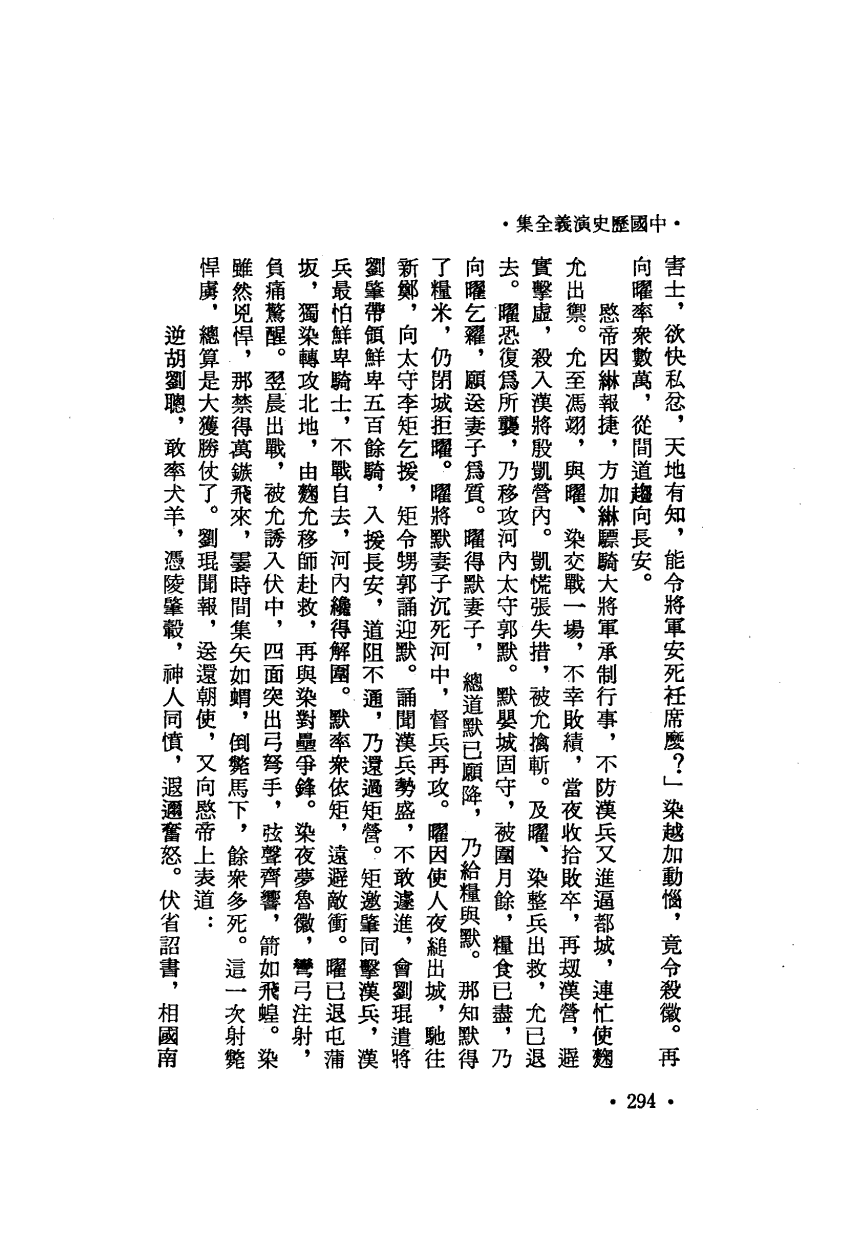 ·中國歷史演義全集·
害士，欲快私忿，天地有知，能令將軍安死衽席麼？」染越加動惱，竟令殺徽。再
向曜率衆數萬，從間道趨向長安。
愍帝因綝報捷，方加綝驃騎大將軍承制行事，不防漢兵又進逼都城，連忙使麴
允出禦。允至馮翊，與曜、染交戰一場，不幸敗績，當夜收拾敗卒，再刼漢營，避
實擊虛，殺入漢將殷凱營內。凱慌張失措，被允擒斬。及曜、染整兵出救，允已退
去。曜恐復爲所襲，乃移攻河內太守郭默。默嬰城固守，被圍月餘，糧食已盡，乃
向曜乞糴，願送妻子爲質。曜得默妻子，總道默已願降，乃給糧與默。那知默得
了糧米，仍閉城拒曜。曜將默妻子沉死河中，督兵再攻。曜因使人夜縋出城，馳往
新鄭，向太守李矩乞援，矩令甥郭誦迎默。誦聞漢兵勢盛，不敢遽進，會劉琨遣將
劉肇帶領鮮卑五百餘騎，入援長安，道阻不通，乃還過矩營。矩邀肇同擊漢兵，漢
兵最怕鮮卑騎士，不戰自去，河內纔得解圍。默率衆依矩，遠避敵衝。曜已退屯蒲
坂，獨染轉攻北地，由麴允移師赴救，再與染對壘爭鋒。染夜夢魯徽，彎弓注射，
負痛驚醒。翌晨出戰，被允誘入伏中，四面突出弓弩手，弦聲齊響，箭如飛蝗。染
雖然兇悍，那禁得萬鏃飛來，霎時間集矢如蝟，倒斃馬下，餘衆多死。這一次射斃
悍虜，總算是大獲勝仗了。劉琨聞報，送還朝使，又向愍帝上表道：
逆胡劉聰，敢率犬羊，憑陵輦轂，神人同憤，遐邇奮怒。伏省詔書，相國南
·294·